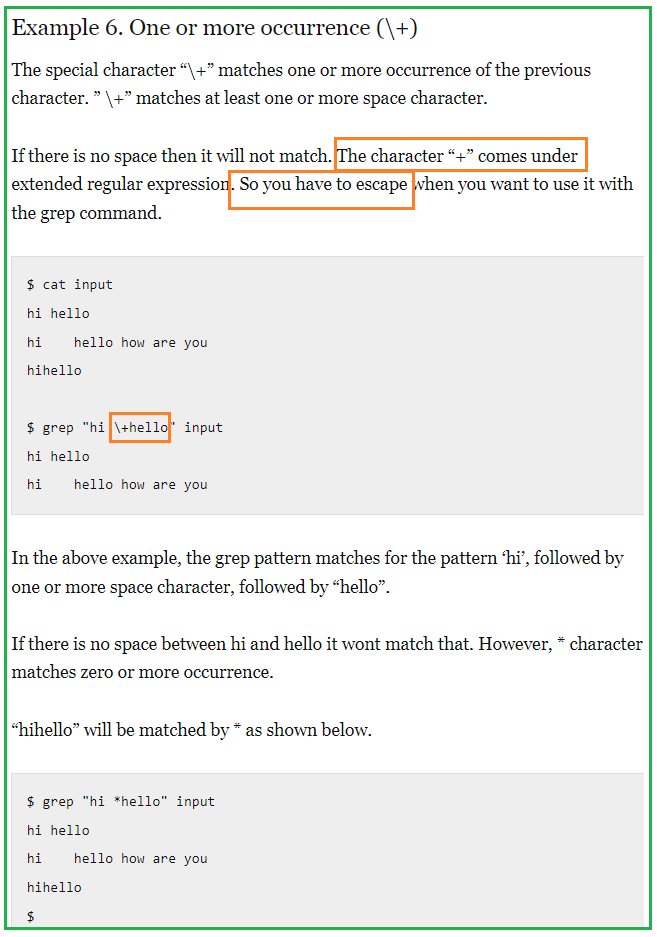 Example 6. One or more occurrence (\+)
The special character “\+” matches one or more occurrence of the previous
character. ” \+” matches at least one or more space character.
If there is no space then it will not match. The character “+” comes under
extended regular expression. So you have to escape when you want to use it with
the grep command.
$ cat input
hi hello
hi    hello how are you
hihello
$ grep "hi \+hello" input
hi hello
hi    hello how are you
In the above example, the grep pattern matches for the pattern ‘hi’, followed by
one or more space character, followed by “hello”.
If there is no space between hi and hello it wont match that. However, * character
matches zero or more occurrence.
“hihello” will be matched by * as shown below.
$ grep "hi *hello" input
hi hello
hi    hello how are you
hihello
$